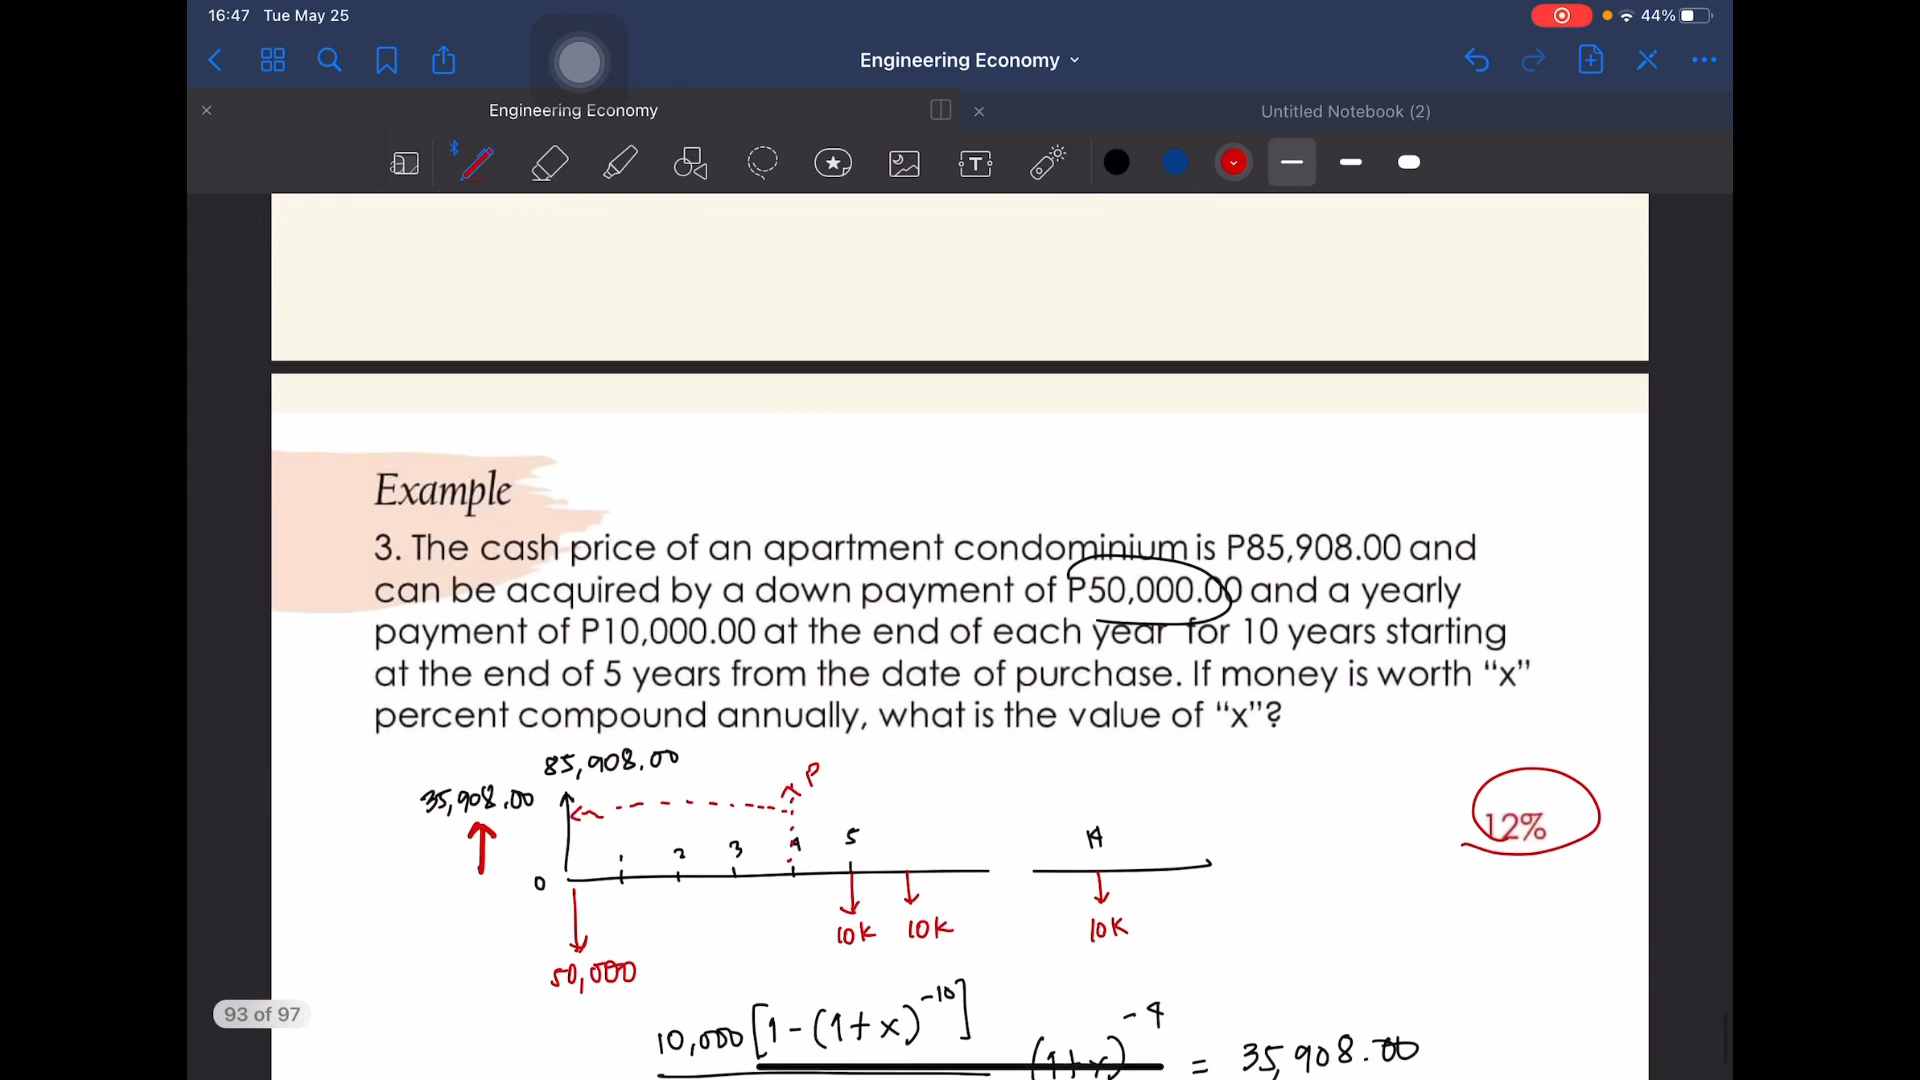 16:47 Tue May 25
44%
Engineering Economy
Engineering Economy
Untitled Notebook (2)
Example
3. The cash price of an apartment condominium is P85,908.00 and
can be acquired by a down payment of P50,000.00 and a yearly
payment of P10,000.00 at the end of each year for 10 years starting
at the end of 5 years from the date of purchase. If money is worth “x”
percent compound annually, what is the value of “x”?
85,908.00
P
35,908.00
12%
0 1 2 3 4 5 14
10K 10K 10K
50,000
93 of 97
10,000 [1-(1+x)^-10] (1+x)^-4 = 35,908.00